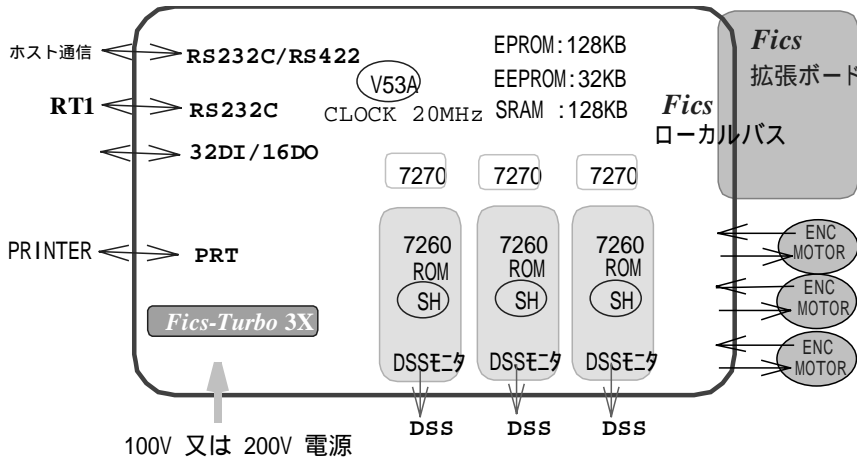 ホスト通信
RS232C/RS422
RT1
RS232C
32DI/16DO
PRINTER
PRT
Fics-Turbo 3X
100V 又は 200V 電源
V53A
CLOCK 20MHz
EPROM:128KB
EEPROM:32KB
SRAM :128KB
Fics
ローカルバス
Fics
拡張ボード
7270
7270
7270
7260
ROM
SH
DSSモニタ
DSS
7260
ROM
SH
DSSモニタ
DSS
7260
ROM
SH
DSSモニタ
DSS
ENC
MOTOR
ENC
MOTOR
ENC
MOTOR